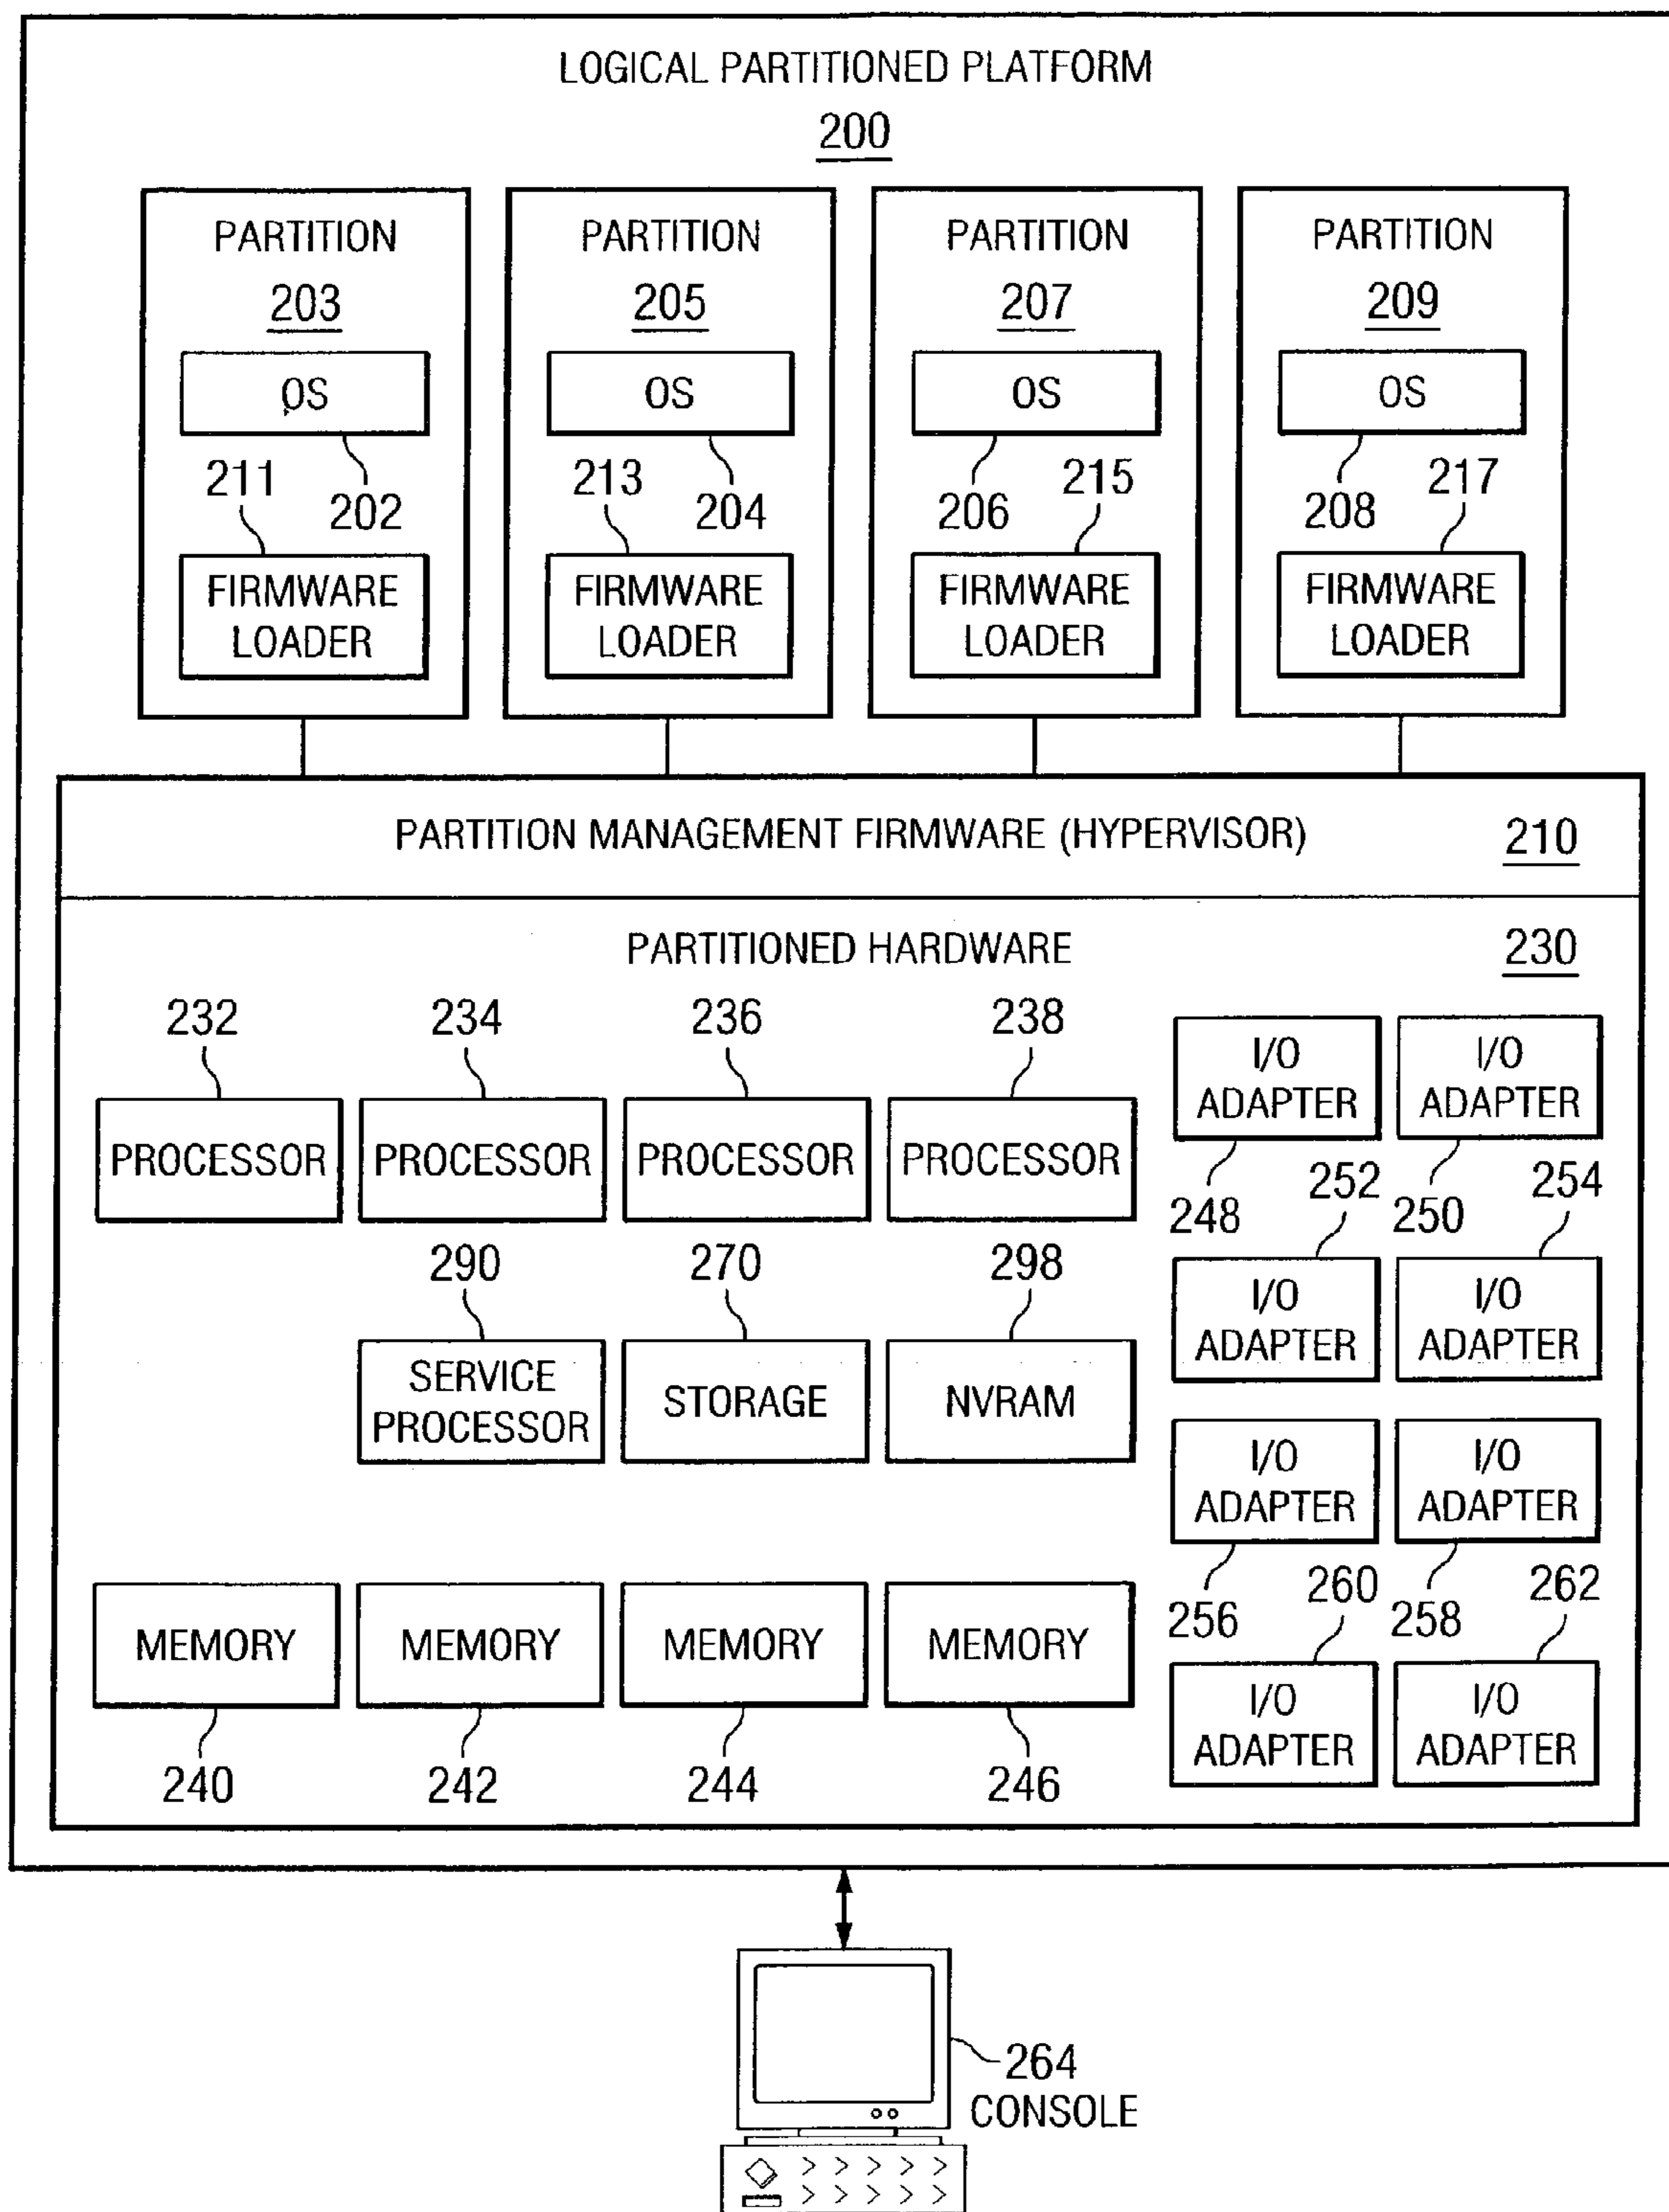 LOGICAL PARTITIONED PLATFORM
200
PARTITION PARTITION PARTITION PARTITION
203 205 207 209
OS OS OS OS
211 202 213 204 206 215 208 217
FIRMWARE FIRMWARE FIRMWARE FIRMWARE
LOADER LOADER LOADER LOADER
PARTITION MANAGEMENT FIRMWARE (HYPERVISOR) 210
PARTITIONED HARDWARE 230
232 234 236 238
PROCESSOR PROCESSOR PROCESSOR PROCESSOR
I/O I/O
ADAPTER ADAPTER
248 252 250 254
290 270 298
SERVICE
PROCESSOR
STORAGE NVRAM
I/O I/O
ADAPTER ADAPTER
I/O I/O
ADAPTER ADAPTER
256 260 258 262
MEMORY MEMORY MEMORY MEMORY
240 242 244 246
I/O I/O
ADAPTER ADAPTER
264
CONSOLE